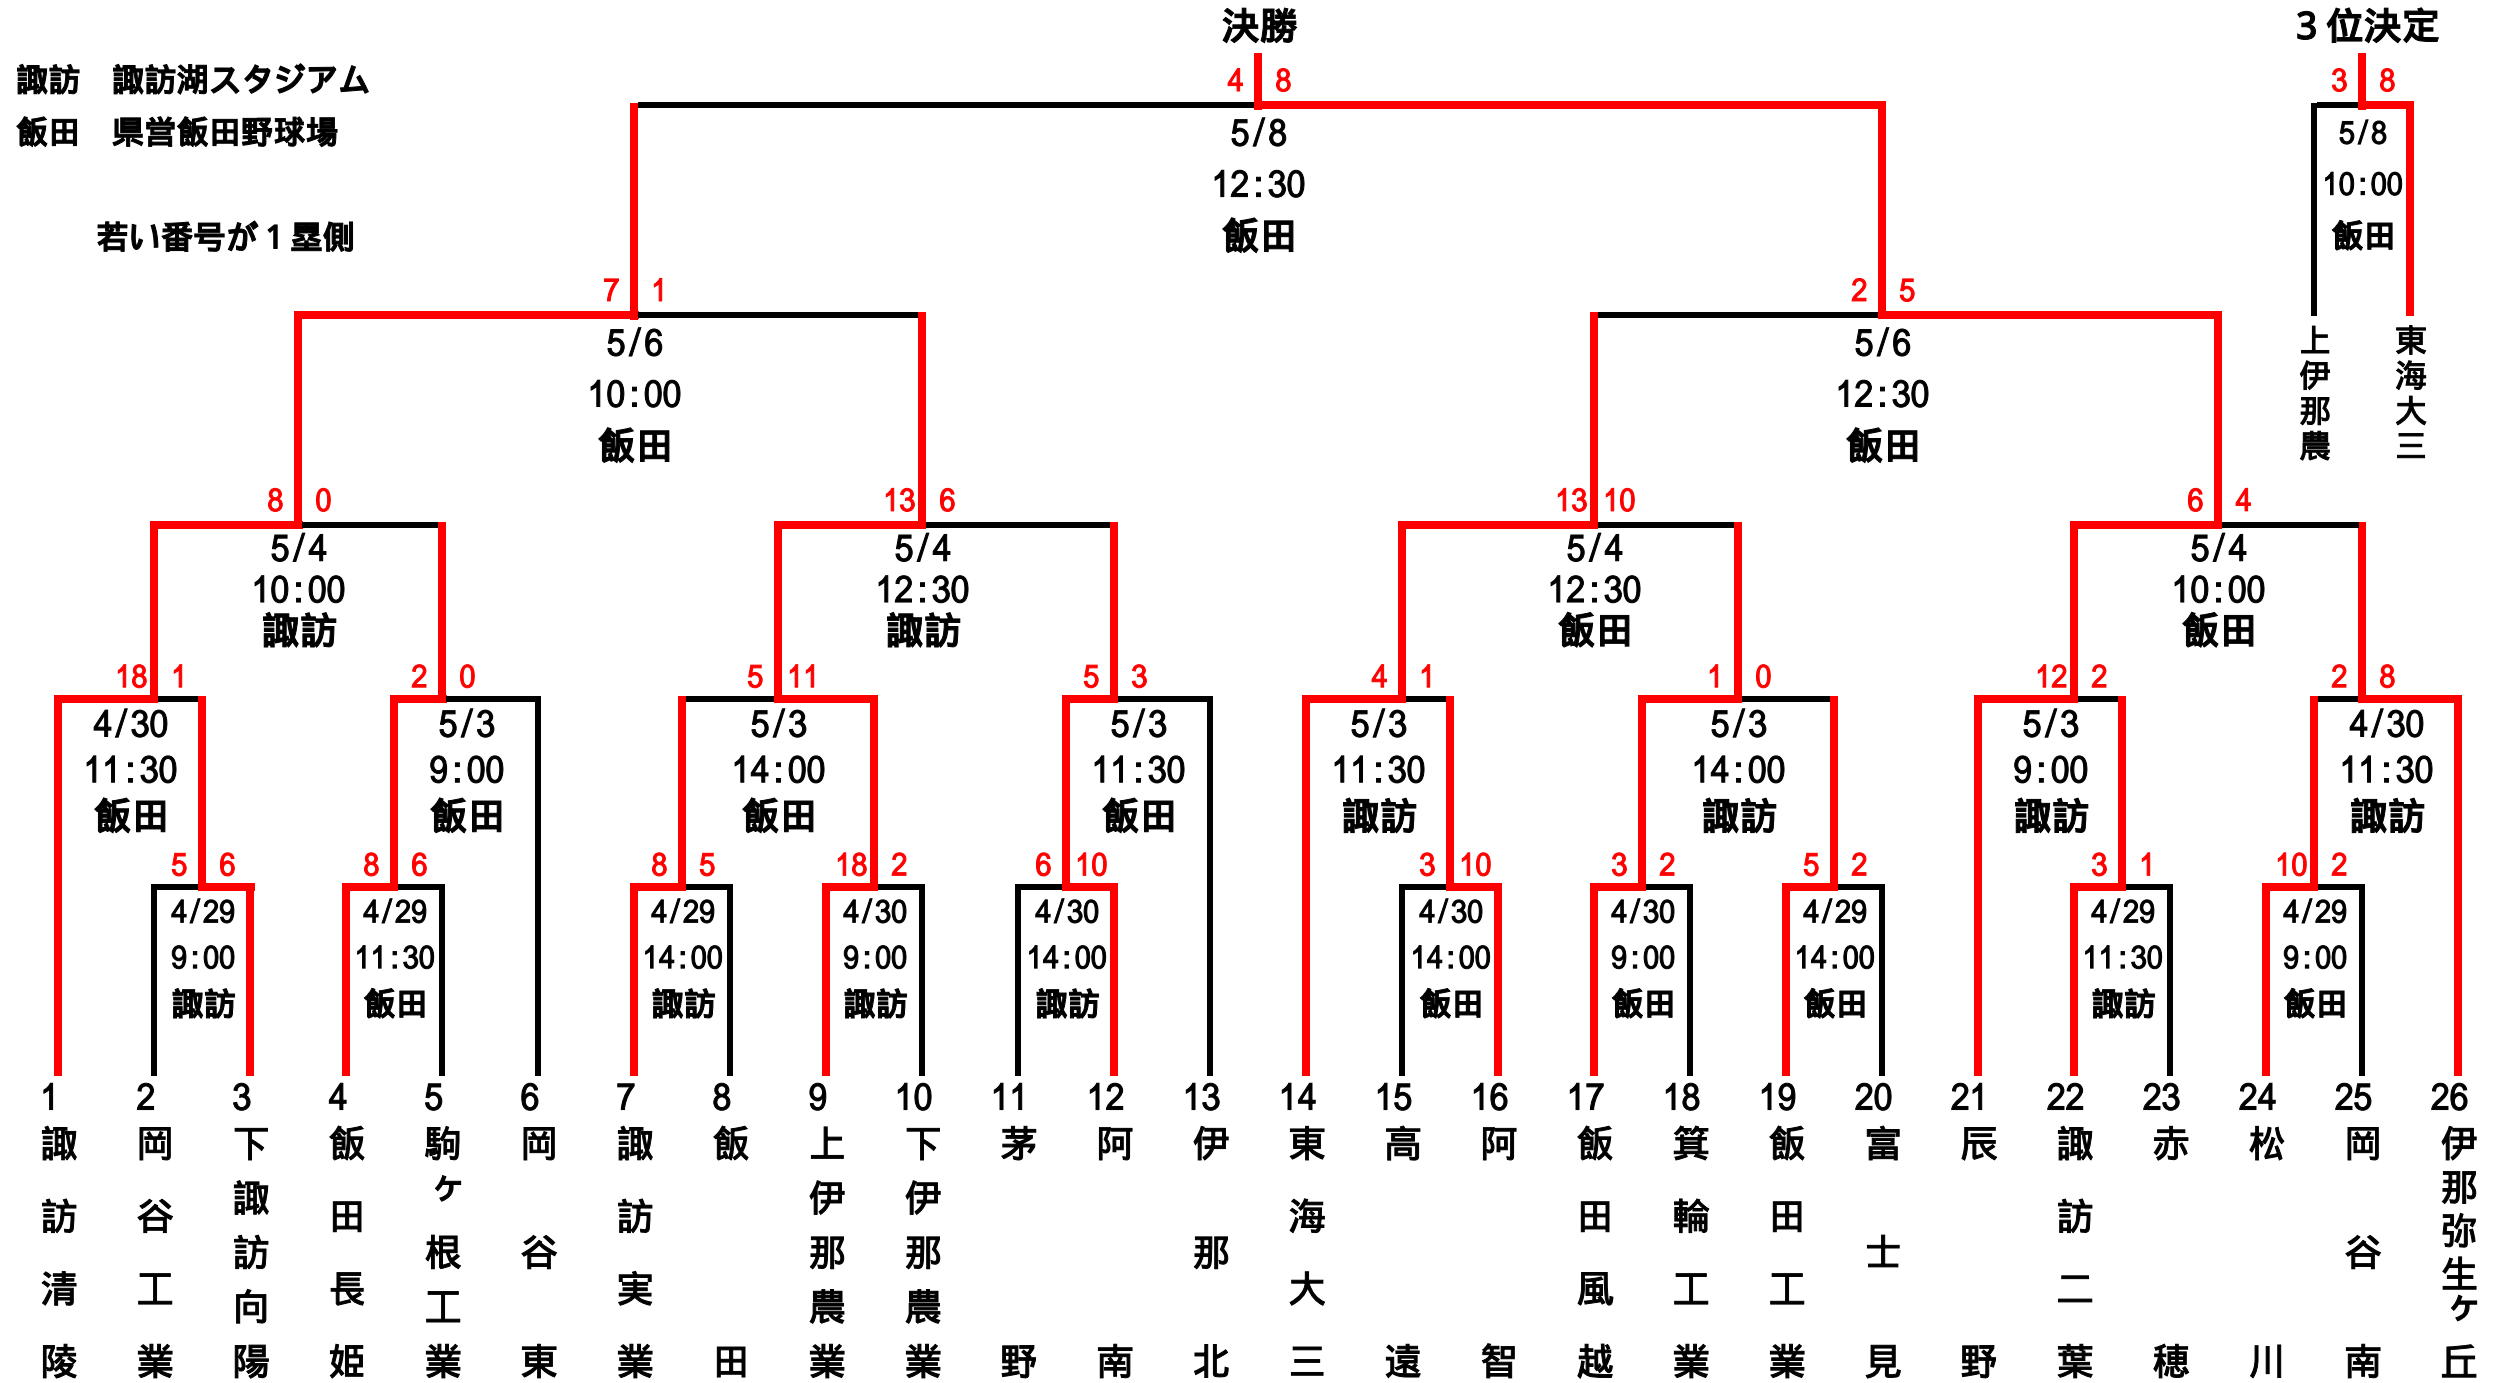 決勝
3位決定
諏訪　諏訪湖スタジアム
飯田　県営飯田野球場
若い番号が1塁側
4 8
5/8
12:30
飯田
3 8
5/8
10:00
飯田
上伊那農
東海大三
7 1
5/6
10:00
飯田
2 5
5/6
12:30
飯田
8 0
5/4
10:00
諏訪
13 6
5/4
12:30
諏訪
13 10
5/4
12:30
飯田
6 4
5/4
10:00
飯田
18 1
4/30
11:30
飯田
2 0
5/3
9:00
飯田
5 11
5/3
14:00
飯田
5 3
5/3
11:30
飯田
4 1
5/3
11:30
諏訪
1 0
5/3
14:00
諏訪
12 2
5/3
9:00
諏訪
2 8
4/30
11:30
諏訪
5 6
4/29
9:00
諏訪
8 6
4/29
11:30
飯田
8 5
4/29
14:00
諏訪
18 2
4/30
9:00
諏訪
6 10
4/30
14:00
諏訪
3 10
4/30
14:00
飯田
3 2
4/30
9:00
飯田
5 2
4/29
14:00
飯田
3 1
4/29
11:30
諏訪
10 2
4/29
9:00
飯田
1 諏訪清陵
2 岡谷工業
3 下諏訪向陽
4 飯田長姫
5 駒ヶ根工業
6 岡谷東
7 諏訪実業
8 飯田
9 上伊那農業
10 下伊那農業
11 茅野
12 阿南
13 伊那北
14 東海大三
15 高遠
16 阿智
17 飯田風越
18 箕輪工業
19 飯田工業
20 富士見
21 辰野
22 諏訪二葉
23 赤穂
24 松川
25 岡谷南
26 伊那弥生ヶ丘